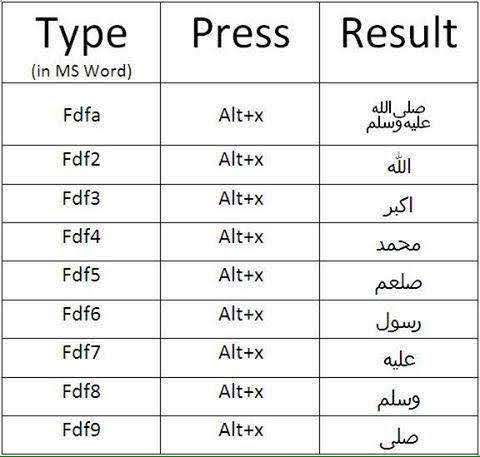 Type Press Result
(in MS Word)
Fdfa Alt+x صلى الله عليه وسلم
Fdf2 Alt+x الله
Fdf3 Alt+x اكبر
Fdf4 Alt+x محمد
Fdf5 Alt+x صلعم
Fdf6 Alt+x رسول
Fdf7 Alt+x عليه
Fdf8 Alt+x وسلم
Fdf9 Alt+x صلى